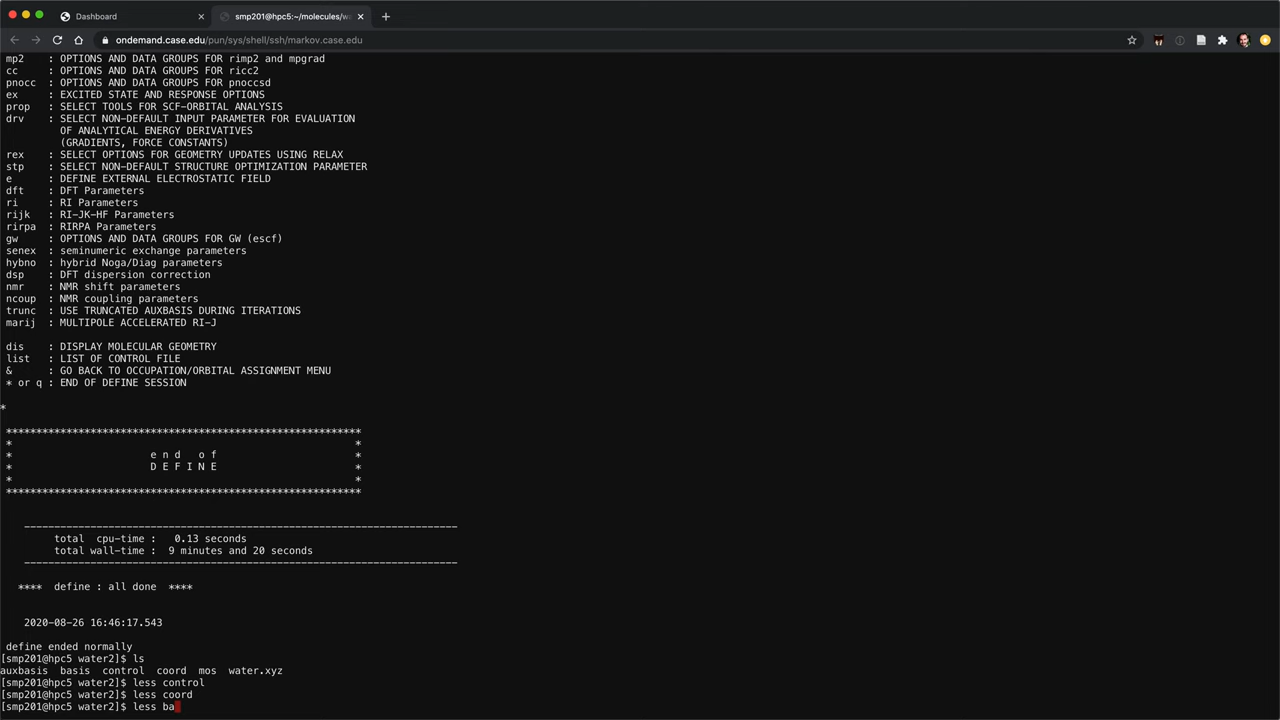 Dashboard
smp201@hpc5:~/molecules/wa
ondemand.case.edu/pun/sys/shell/ssh/markov.case.edu
mp2 : OPTIONS AND DATA GROUPS FOR rimp2 and mpgrad
cc : OPTIONS AND DATA GROUPS FOR ricc2
pnocc : OPTIONS AND DATA GROUPS FOR pnoccsd
ex : EXCITED STATE AND RESPONSE OPTIONS
prop : SELECT TOOLS FOR SCF-ORBITAL ANALYSIS
drv : SELECT NON-DEFAULT INPUT PARAMETER FOR EVALUATION
OF ANALYTICAL ENERGY DERIVATIVES
(GRADIENTS, FORCE CONSTANTS)
rex : SELECT OPTIONS FOR GEOMETRY UPDATES USING RELAX
stp : SELECT NON-DEFAULT STRUCTURE OPTIMIZATION PARAMETER
e : DEFINE EXTERNAL ELECTROSTATIC FIELD
dft : DFT Parameters
ri : RI Parameters
rijk : RI-JK-HF Parameters
rirpa : RIRPA Parameters
gw : OPTIONS AND DATA GROUPS FOR GW (escf)
senex : seminumeric exchange parameters
hybno : hybrid Noga/Diag parameters
dsp : DFT dispersion correction
nmr : NMR shift parameters
ncoup : NMR coupling parameters
trunc : USE TRUNCATED AUXBASIS DURING ITERATIONS
marij : MULTIPOLE ACCELERATED RI-J
dis : DISPLAY MOLECULAR GEOMETRY
list : LIST OF CONTROL FILE
& : GO BACK TO OCCUPATION/ORBITAL ASSIGNMENT MENU
* or q : END OF DEFINE SESSION
*
***********************************************************
* *
* e n d o f *
* D E F I N E *
* *
***********************************************************
------------------------------------------------------------------------
total cpu-time : 0.13 seconds
total wall-time : 9 minutes and 20 seconds
------------------------------------------------------------------------
**** define : all done ****
2020-08-26 16:46:17.543
define ended normally
[smp201@hpc5 water2]$ ls
auxbasis basis control coord mos water.xyz
[smp201@hpc5 water2]$ less control
[smp201@hpc5 water2]$ less coord
[smp201@hpc5 water2]$ less ba